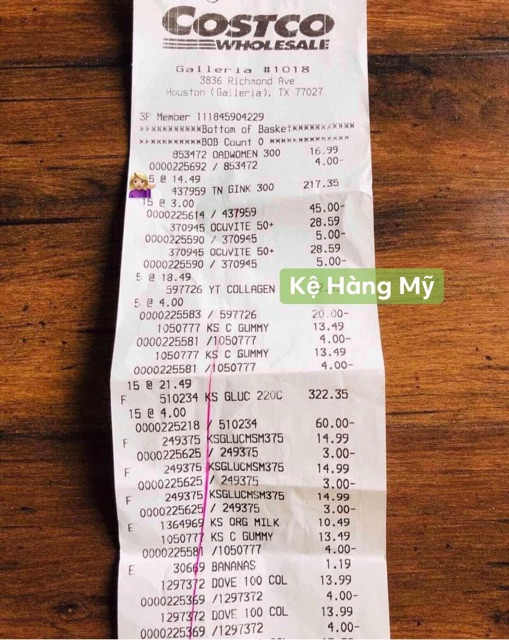 COSTCO
WHOLESALE
Galleria #1018
3836 Richmond Ave
Houston (Galleria), TX 77027
3F Member 111845904229
XXXXXXXXXXXBottom of BasketXXXXXXXXXXX
XXXXXXXXXXXBOB Count 0 XXXXXXXXXXXXXX
853472 OADWOMEN 300 16.99
0000225692 / 853472 4.00-
5 @ 14.49
437959 TN GINK 300 217.35
15 @ 3.00
0000225614 / 437959 45.00-
370945 OCUVITE 50+ 28.59
0000225590 / 370945 5.00-
370945 OCUVITE 50+ 28.59
0000225590 / 370945 5.00-
5 @ 18.49
597726 YT COLLAGEN
Kệ Hàng Mỹ
5 @ 4.00
0000225583 / 597726 20.00-
1050777 KS C GUMMY 13.49
0000225581 /1050777 4.00-
1050777 KS C GUMMY 13.49
0000225581 /1050777 4.00-
15 @ 21.49
F 510234 KS GLUC 220C 322.35
15 @ 4.00
0000225218 / 510234 60.00-
F 249375 KSGLUCMSM375 14.99
0000225625 / 249375 3.00-
F 249375 KSGLUCMSM375 14.99
0000225625 / 249375 3.00-
F 249375 KSGLUCMSM375 14.99
0000225625 / 249375 3.00-
E 1364969 KS ORG MILK 10.49
1050777 KS C GUMMY 13.49
0000225581 /1050777 4.00-
E 30669 BANANAS 1.19
1297372 DOVE 100 COL 13.99
0000225369 /1297372 4.00-
1297372 DOVE 100 COL 13.99
0000225369 /1297372 4.00-